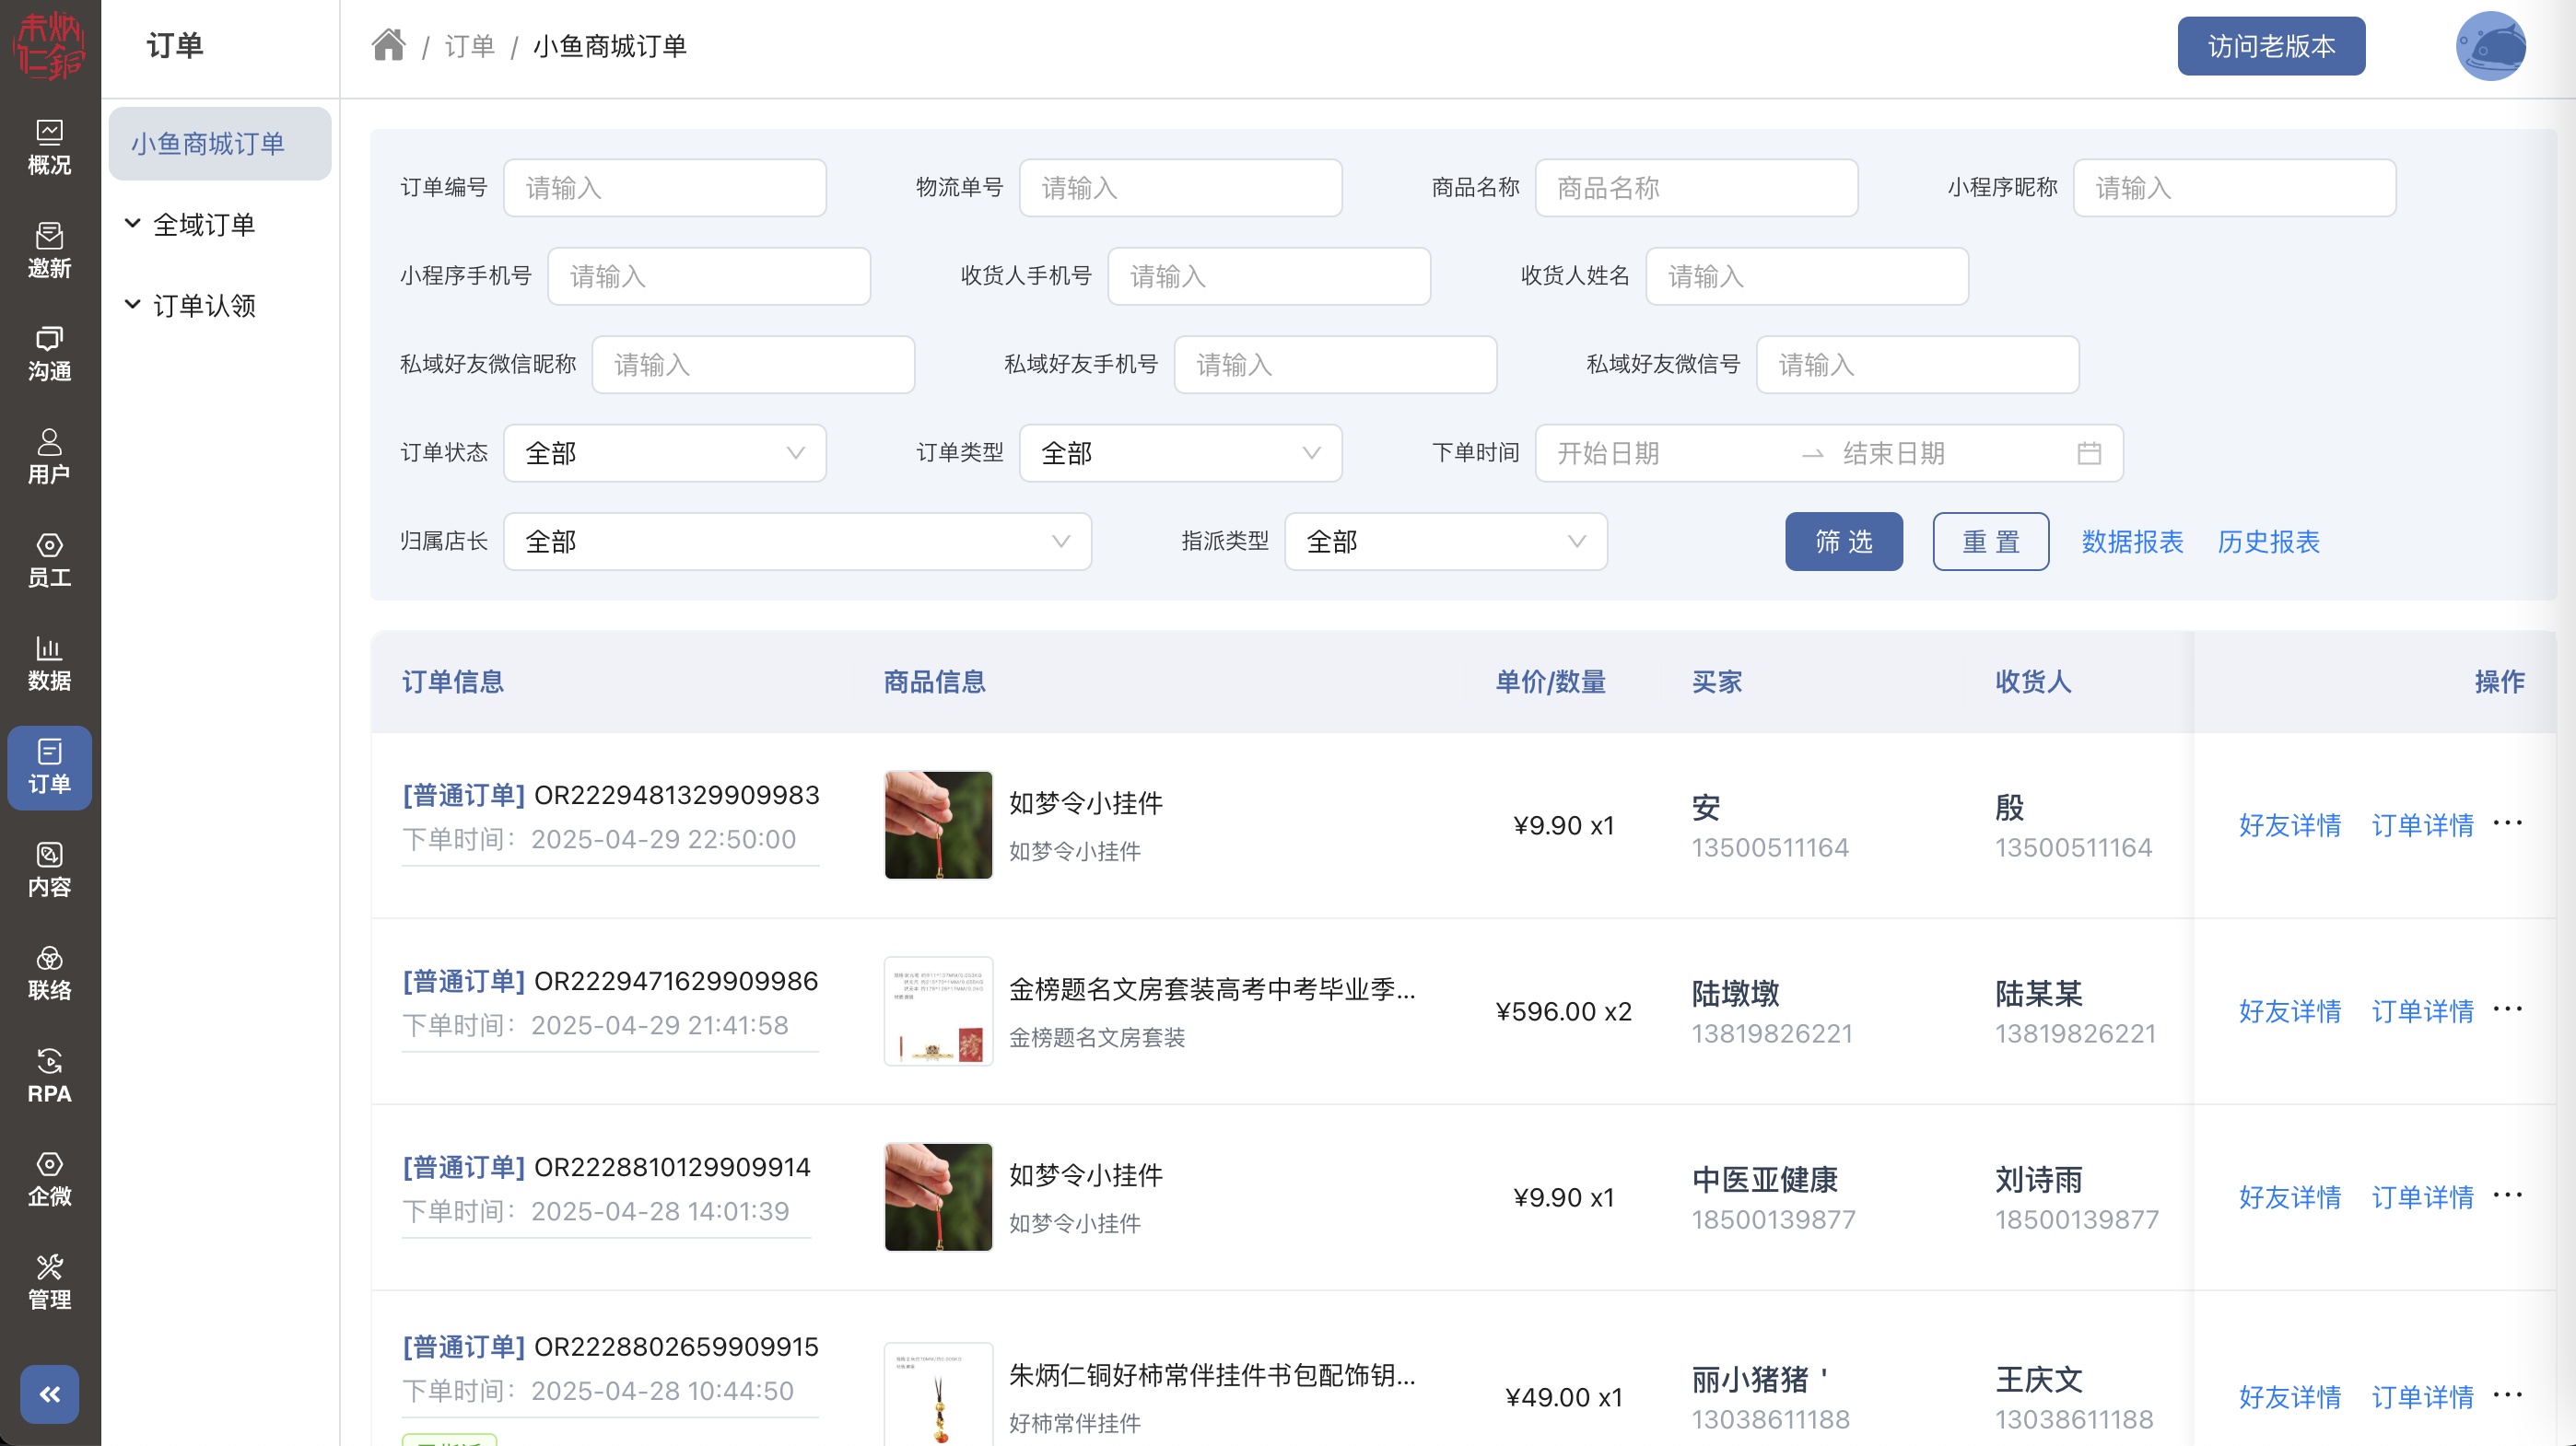 朱炳仁銅
订单
/ 订单 / 小鱼商城订单
访问老版本
概况
邀新
沟通
用户
员工
数据
订单
内容
联络
RPA
企微
管理
小鱼商城订单
全域订单
订单认领
订单编号 请输入 物流单号 请输入 商品名称 商品名称 小程序昵称 请输入
小程序手机号 请输入 收货人手机号 请输入 收货人姓名 请输入
私域好友微信昵称 请输入 私域好友手机号 请输入 私域好友微信号 请输入
订单状态 全部 订单类型 全部 下单时间 开始日期 → 结束日期
归属店长 全部 指派类型 全部 筛选 重置 数据报表 历史报表
订单信息 商品信息 单价/数量 买家 收货人 操作
[普通订单] OR2229481329909983
下单时间：2025-04-29 22:50:00
如梦令小挂件
如梦令小挂件
¥9.90 x1
安
13500511164
殷
13500511164
好友详情 订单详情 ···
[普通订单] OR2229471629909986
下单时间：2025-04-29 21:41:58
金榜题名文房套装高考中考毕业季...
金榜题名文房套装
¥596.00 x2
陆墩墩
13819826221
陆某某
13819826221
好友详情 订单详情 ···
[普通订单] OR2228810129909914
下单时间：2025-04-28 14:01:39
如梦令小挂件
如梦令小挂件
¥9.90 x1
中医亚健康
18500139877
刘诗雨
18500139877
好友详情 订单详情 ···
[普通订单] OR2228802659909915
下单时间：2025-04-28 10:44:50
朱炳仁铜好柿常伴挂件书包配饰钥...
好柿常伴挂件
¥49.00 x1
丽小猪猪 '
13038611188
王庆文
13038611188
好友详情 订单详情 ···